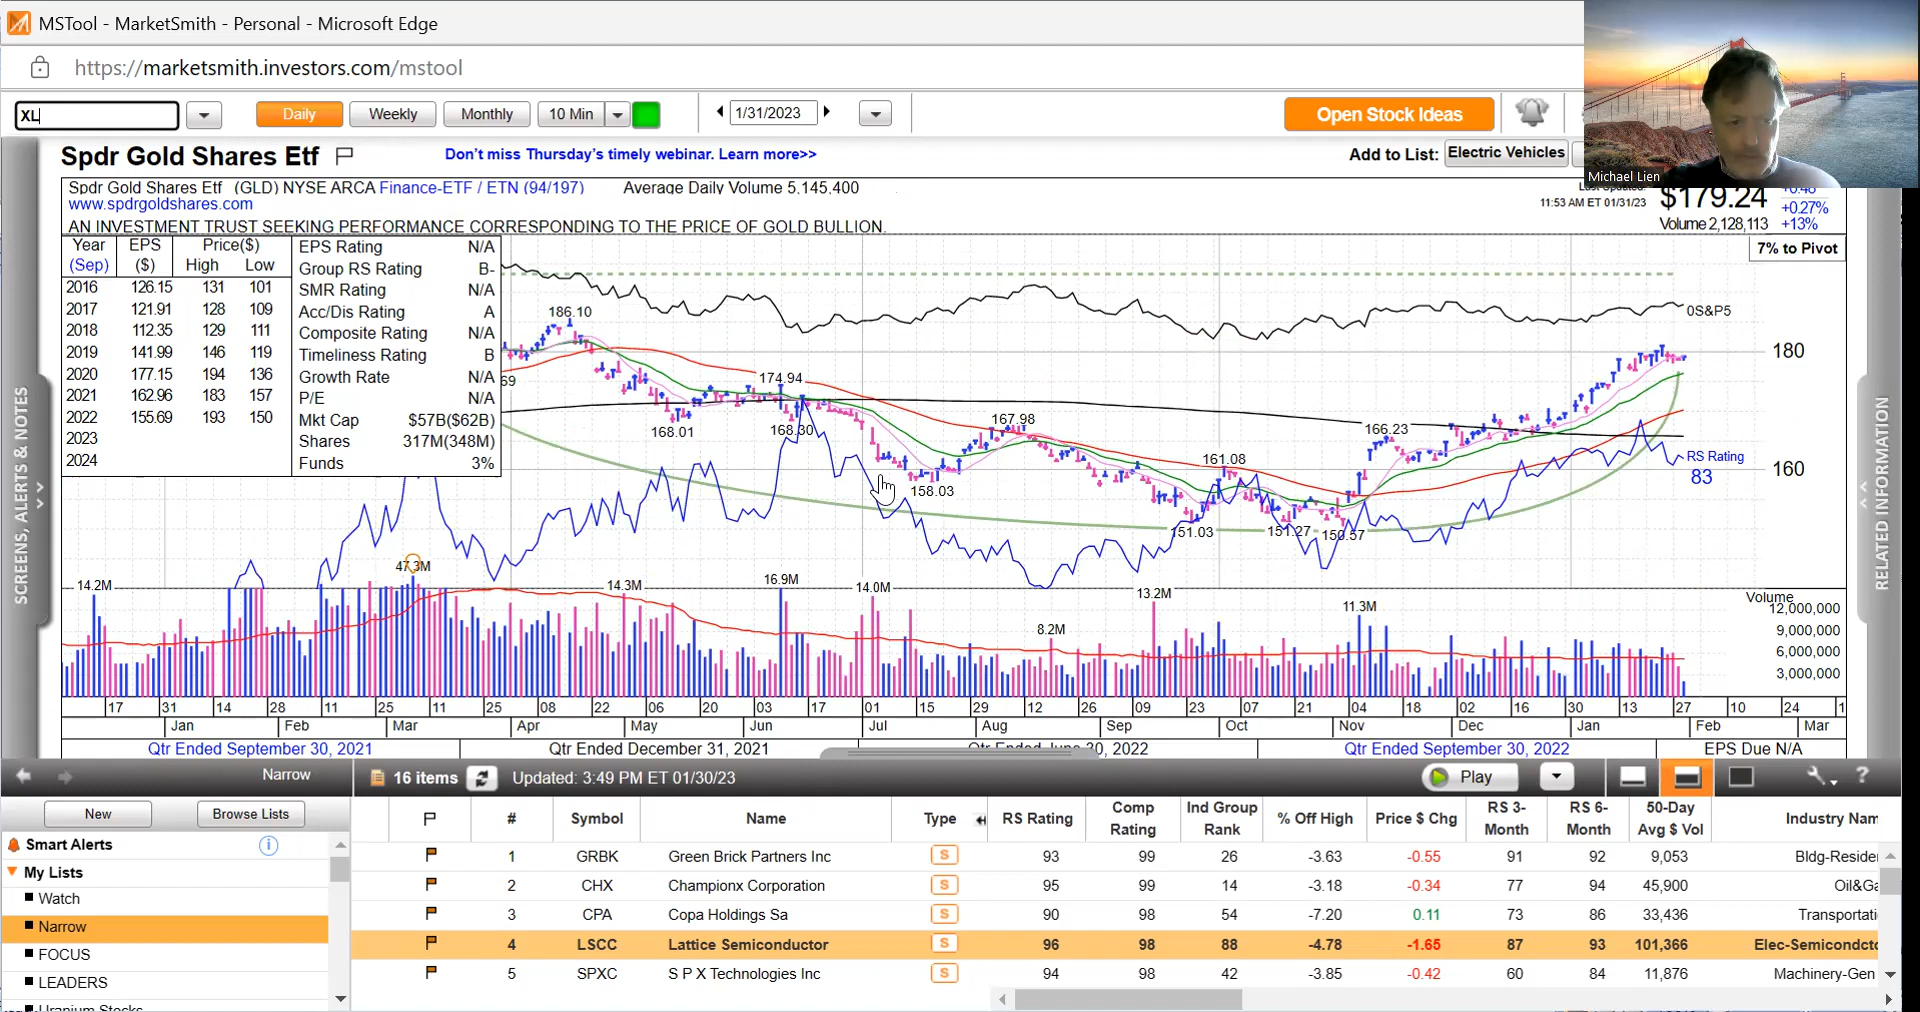 MSTool - MarketSmith - Personal - Microsoft Edge
https://marketsmith.investors.com/mstool
XL
Daily
Weekly
Monthly
10 Min
1/31/2023
Open Stock Ideas
Michael Lien
Spdr Gold Shares Etf
Don't miss Thursday's timely webinar. Learn more>>
Add to List:
Electric Vehicles
Spdr Gold Shares Etf (GLD) NYSE ARCA Finance-ETF / ETN (94/197) Average Daily Volume 5,145,400
www.spdrgoldshares.com
AN INVESTMENT TRUST SEEKING PERFORMANCE CORRESPONDING TO THE PRICE OF GOLD BULLION.
11:53 AM ET 01/31/23
$179.24
+0.27%
Volume 2,128,113
+13%
7% to Pivot
Year EPS Price($)
(Sep) ($) High Low
2016 126.15 131 101
2017 121.91 128 109
2018 112.35 129 111
2019 141.99 146 119
2020 177.15 194 136
2021 162.96 183 157
2022 155.69 193 150
2023
2024
EPS Rating N/A
Group RS Rating B-
SMR Rating N/A
Acc/Dis Rating A
Composite Rating N/A
Timeliness Rating B
Growth Rate N/A
P/E N/A
Mkt Cap $57B($62B)
Shares 317M(348M)
Funds 3%
186.10
69
168.01
174.94
168.30
158.03
167.98
151.03
161.08
151.27
150.57
166.23
0S&P5
180
160
RS Rating
83
14.2M
47.3M
14.3M
16.9M
14.0M
8.2M
13.2M
11.3M
Volume
12,000,000
9,000,000
6,000,000
3,000,000
17 31 14 28 11 25 11 25 08 22 06 20 03 17 01 15 29 12 26 09 23 07 21 04 18 02 16 30 13 27 10 24 1
Jan Feb Mar Apr May Jun Jul Aug Sep Oct Nov Dec Jan Feb Mar
Qtr Ended September 30, 2021
Qtr Ended December 31, 2021
Qtr Ended June 30, 2022
Qtr Ended September 30, 2022
EPS Due N/A
SCREENS, ALERTS & NOTES
RELATED INFORMATION
Narrow
16 items
Updated: 3:49 PM ET 01/30/23
Play
?
New
Browse Lists
Smart Alerts
i
My Lists
Watch
Narrow
FOCUS
LEADERS
Uranium Stocks
# Symbol Name Type RS Rating Comp Rating Ind Group Rank % Off High Price $ Chg RS 3-Month RS 6-Month 50-Day Avg $ Vol Industry Nam
1 GRBK Green Brick Partners Inc S 93 99 26 -3.63 -0.55 91 92 9,053 Bldg-Reside
2 CHX Championx Corporation S 95 99 14 -3.18 -0.34 77 94 45,900 Oil&Ga
3 CPA Copa Holdings Sa S 90 98 54 -7.20 0.11 73 86 33,436 Transportati
4 LSCC Lattice Semiconductor S 96 98 88 -4.78 -1.65 87 93 101,366 Elec-Semicondctc
5 SPXC S P X Technologies Inc S 94 98 42 -3.85 -0.42 60 84 11,876 Machinery-Gen